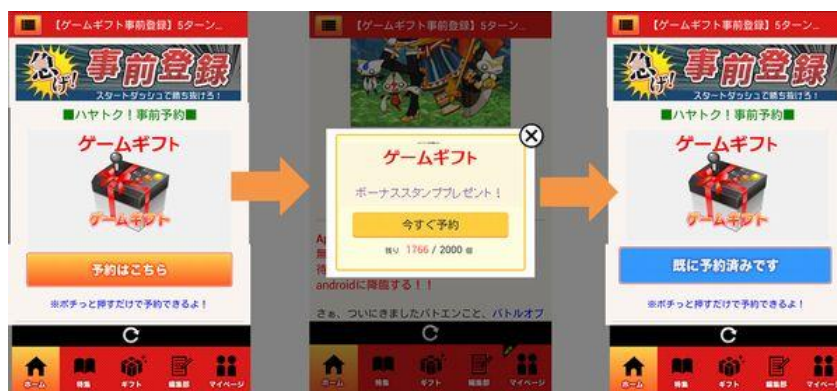 【ゲームギフト事前登録】5ターン...
急げ!事前登録
スタートダッシュで勝ち抜けろ!
■ハヤトク!事前予約■
ゲームギフト
ゲームギフト
予約はこちら
※ポチっと押すだけで予約できるよ!
ホーム
特集
ギフト
編集部
マイページ
【ゲームギフト事前登録】5ターン...
ゲームギフト
ボーナススタンププレゼント!
今すぐ予約
残り 1766 / 2000 個
androidに降臨する!!
さぁ、ついにきましたバトエンこと、バトルオブ
ホーム
特集
ギフト
編集部
マイページ
【ゲームギフト事前登録】5ターン...
急げ!事前登録
スタートダッシュで勝ち抜けろ!
■ハヤトク!事前予約■
ゲームギフト
ゲームギフト
既に予約済みです
※ポチっと押すだけで予約できるよ!
ホーム
特集
ギフト
編集部
マイページ